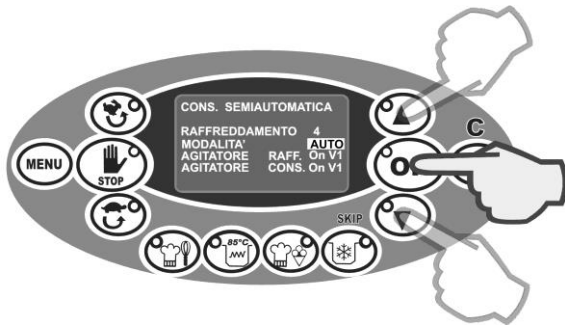 CONS. SEMIAUTOMATICA
RAFFREDDAMENTO 4
MODALITA' AUTO
AGITATORE RAFF. On V1
AGITATORE CONS. On V1
C
MENU
STOP
SKIP
85°C